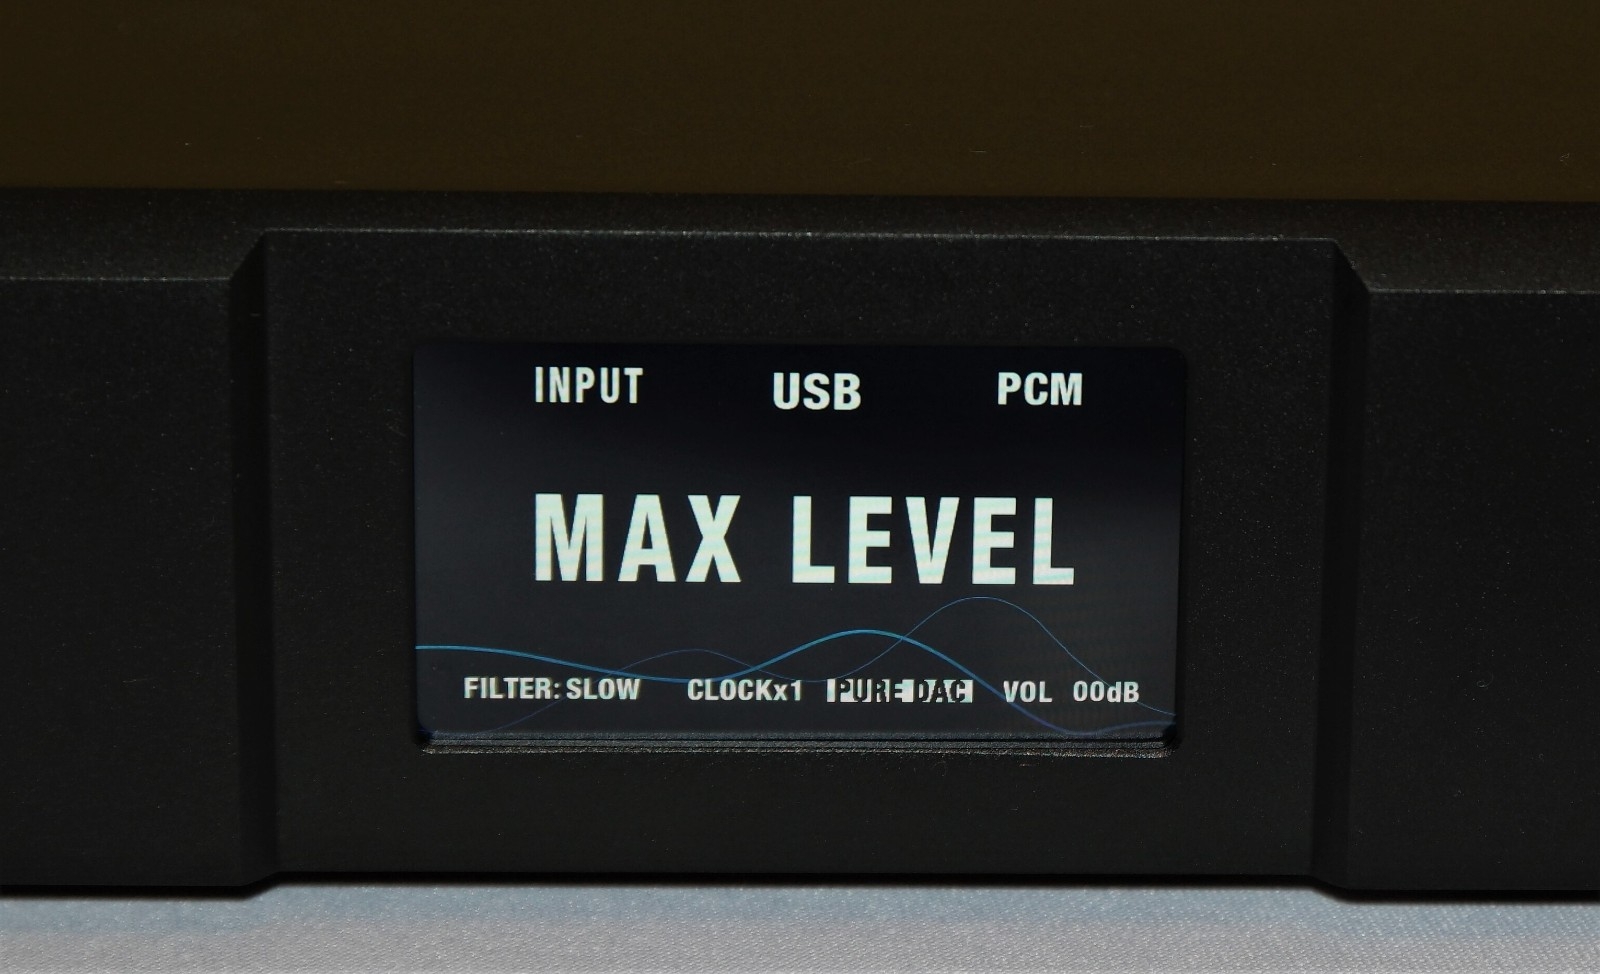 INPUT USB PCM
MAX LEVEL
FILTER: SLOW CLOCKx1 PURE DAC VOL 00dB